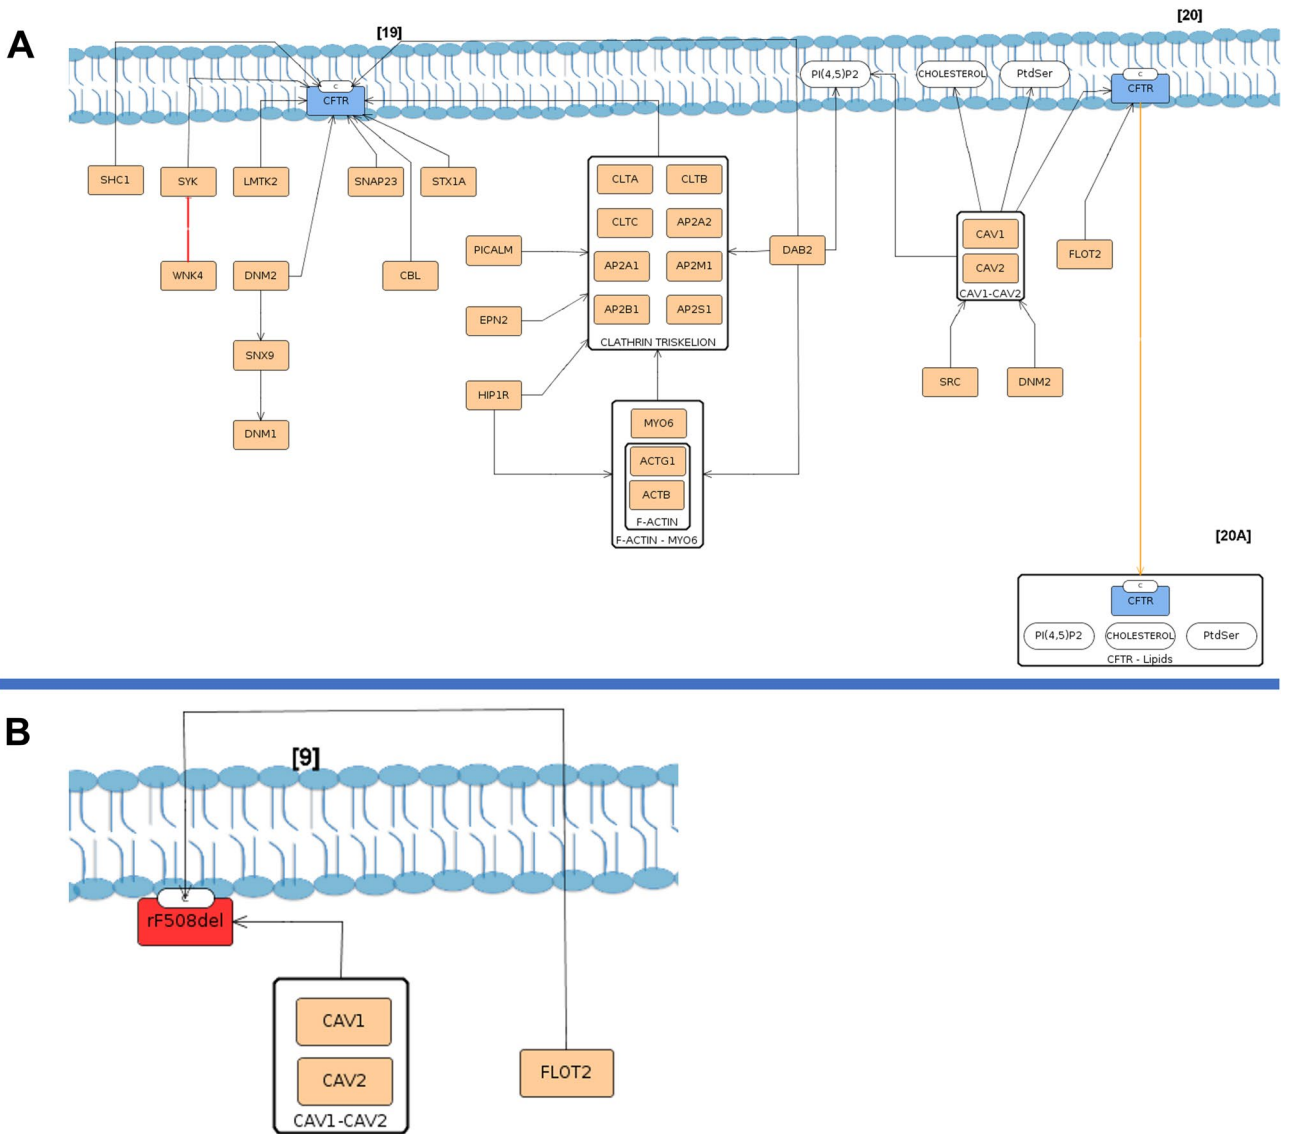 A
[19]
[20]
PI(4,5)P2
CHOLESTEROL
PtdSer
C
CFTR
C
CFTR
SHC1
SYK
LMTK2
SNAP23
STX1A
CLTA
CLTB
CLTC
AP2A2
AP2A1
AP2M1
AP2B1
AP2S1
CLATHRIN TRISKELION
WNK4
DNM2
CBL
PICALM
DAB2
CAV1
CAV2
CAV1-CAV2
FLOT2
EPN2
SNX9
HIP1R
SRC
DNM2
DNM1
MYO6
ACTG1
ACTB
F-ACTIN
F-ACTIN - MYO6
[20A]
C
CFTR
PI(4,5)P2
CHOLESTEROL
PtdSer
CFTR - Lipids
B
[9]
C
rF508del
CAV1
CAV2
CAV1-CAV2
FLOT2